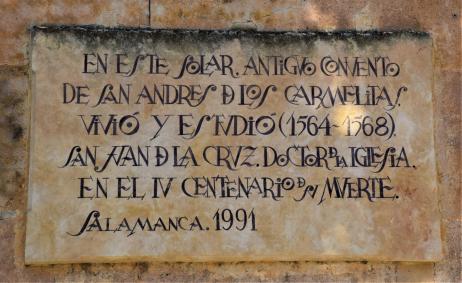 EN ESTE SOLAR, ANTIGVO CONVENTO
DE SAN ANDRES D LOS CARMELITAS,
VIVIÓ Y ESTVDIÓ (1564-1568),
SAN JVAN D LA CRVZ, DOCTOR D LA IGLESIA.
EN EL IV CENTENARIO D SV MVERTE.
SALAMANCA. 1991